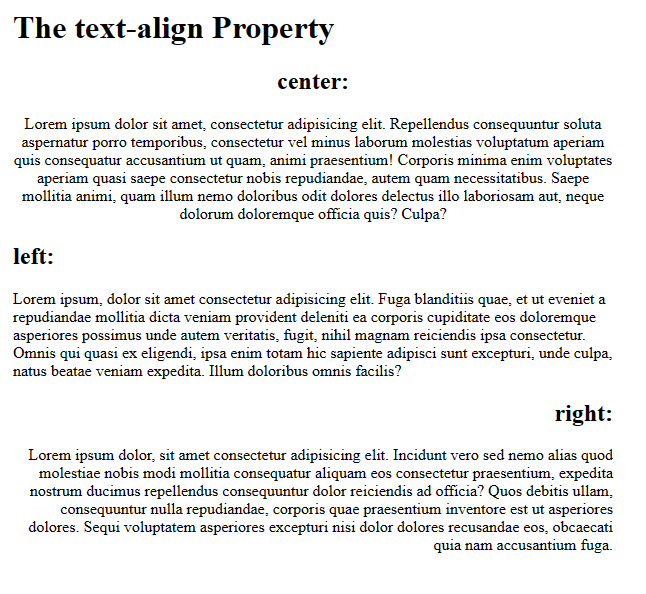 The text-align Property
center:
Lorem ipsum dolor sit amet, consectetur adipisicing elit. Repellendus consequuntur soluta
aspernatur porro temporibus, consectetur vel minus laborum molestias voluptatum aperiam
quis consequatur accusantium ut quam, animi praesentium! Corporis minima enim voluptates
aperiam quasi saepe consectetur nobis repudiandae, autem quam necessitatibus. Saepe
mollitia animi, quam illum nemo doloribus odit dolores delectus illo laboriosam aut, neque
dolorum doloremque officia quis? Culpa?
left:
Lorem ipsum, dolor sit amet consectetur adipisicing elit. Fuga blanditiis quae, et ut eveniet a
repudiandae mollitia dicta veniam provident deleniti ea corporis cupiditate eos doloremque
asperiores possimus unde autem veritatis, fugit, nihil magnam reiciendis ipsa consectetur.
Omnis qui quasi ex eligendi, ipsa enim totam hic sapiente adipisci sunt excepturi, unde culpa,
natus beatae veniam expedita. Illum doloribus omnis facilis?
right:
Lorem ipsum dolor, sit amet consectetur adipisicing elit. Incidunt vero sed nemo alias quod
molestiae nobis modi mollitia consequatur aliquam eos consectetur praesentium, expedita
nostrum ducimus repellendus consequuntur dolor reiciendis ad officia? Quos debitis ullam,
consequuntur nulla repudiandae, corporis quae praesentium inventore est ut asperiores
dolores. Sequi voluptatem asperiores excepturi nisi dolor dolores recusandae eos, obcaecati
quia nam accusantium fuga.